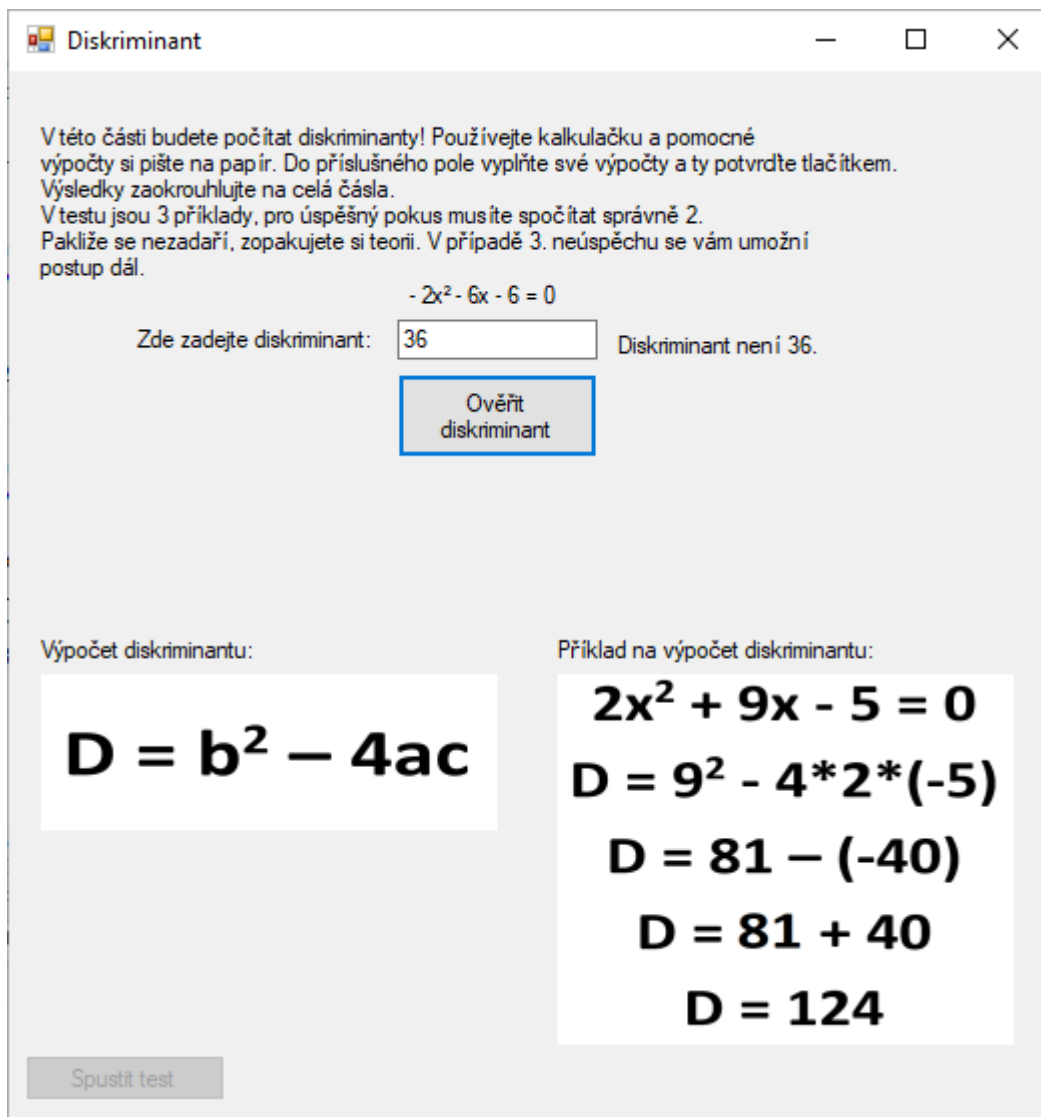 Diskriminant
V této části budete počítat diskriminanty! Používejte kalkulačku a pomocné
výpočty si pište na papír. Do příslušného pole vyplňte své výpočty a ty potvrďte tlačítkem.
Výsledky zaokrouhlujte na celá čásla.
V testu jsou 3 příklady, pro úspěšný pokus musíte spočítat správně 2.
Pakliže se nezadaří, zopakujete si teorii. V případě 3. neúspěchu se vám umožní
postup dál.
- 2x² - 6x - 6 = 0
Zde zadejte diskriminant: 36 Diskriminant není 36.
Ověřit
diskriminant
Výpočet diskriminantu:
D = b² – 4ac
Příklad na výpočet diskriminantu:
2x² + 9x - 5 = 0
D = 9² - 4*2*(-5)
D = 81 – (-40)
D = 81 + 40
D = 124
Spustit test